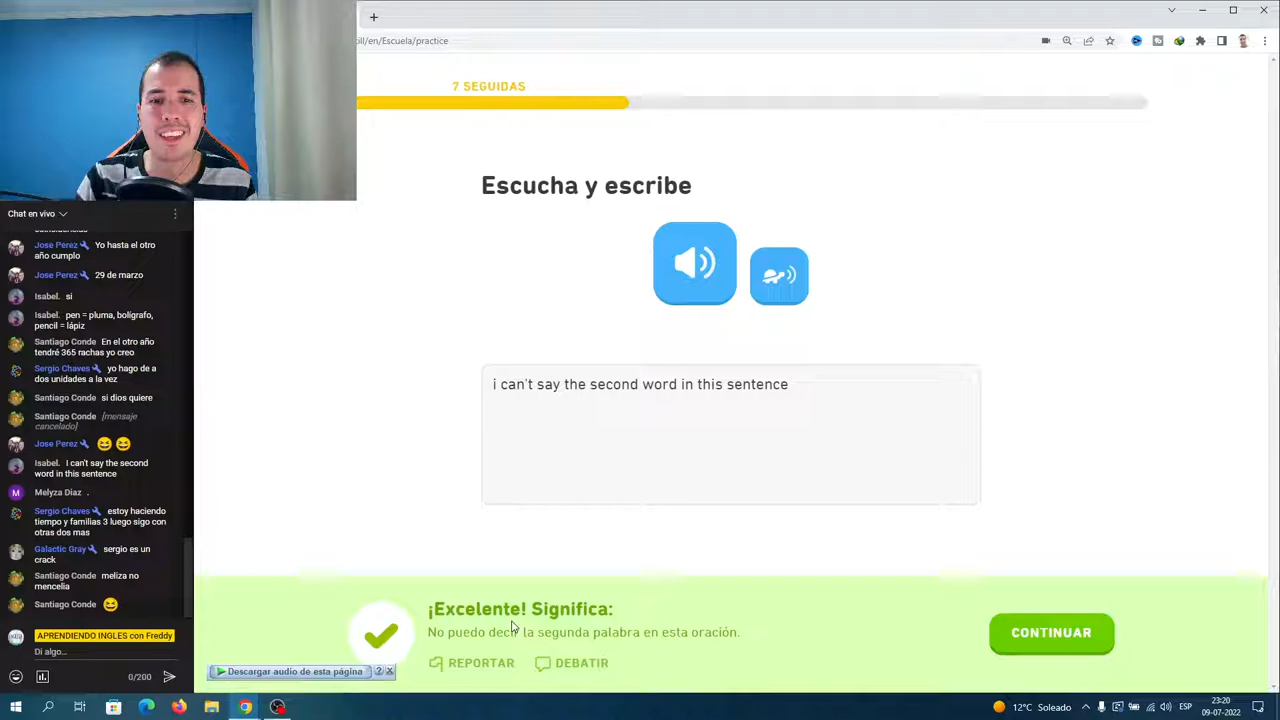 ill/en/Escuela/practice
7 SEGUIDAS
Escucha y escribe
i can't say the second word in this sentence
Chat en vivo
Jose Perez Yo hasta el otro
año cumplo
Jose Perez 29 de marzo
Isabel. si
Isabel. pen = pluma, bolígrafo,
pencil = lápiz
Santiago Conde En el otro año
tendré 365 rachas yo creo
Sergio Chaves yo hago de a
dos unidades a la vez
Santiago Conde si dios quiere
Santiago Conde [mensaje
cancelado]
Jose Perez
Isabel. I can't say the second
word in this sentence
M Melyza Diaz .
Sergio Chaves estoy haciendo
tiempo y familias 3 luego sigo con
otras dos mas
Galactic Gray sergio es un
crack
Santiago Conde meliza no
mencelia
Santiago Conde
APRENDIENDO INGLES con Freddy
Di algo...
0/200
¡Excelente! Significa:
No puedo decir la segunda palabra en esta oración.
REPORTAR DEBATIR
CONTINUAR
Descargar audio de esta página ? X
12°C Soleado
ESP
23:20
09-07-2022